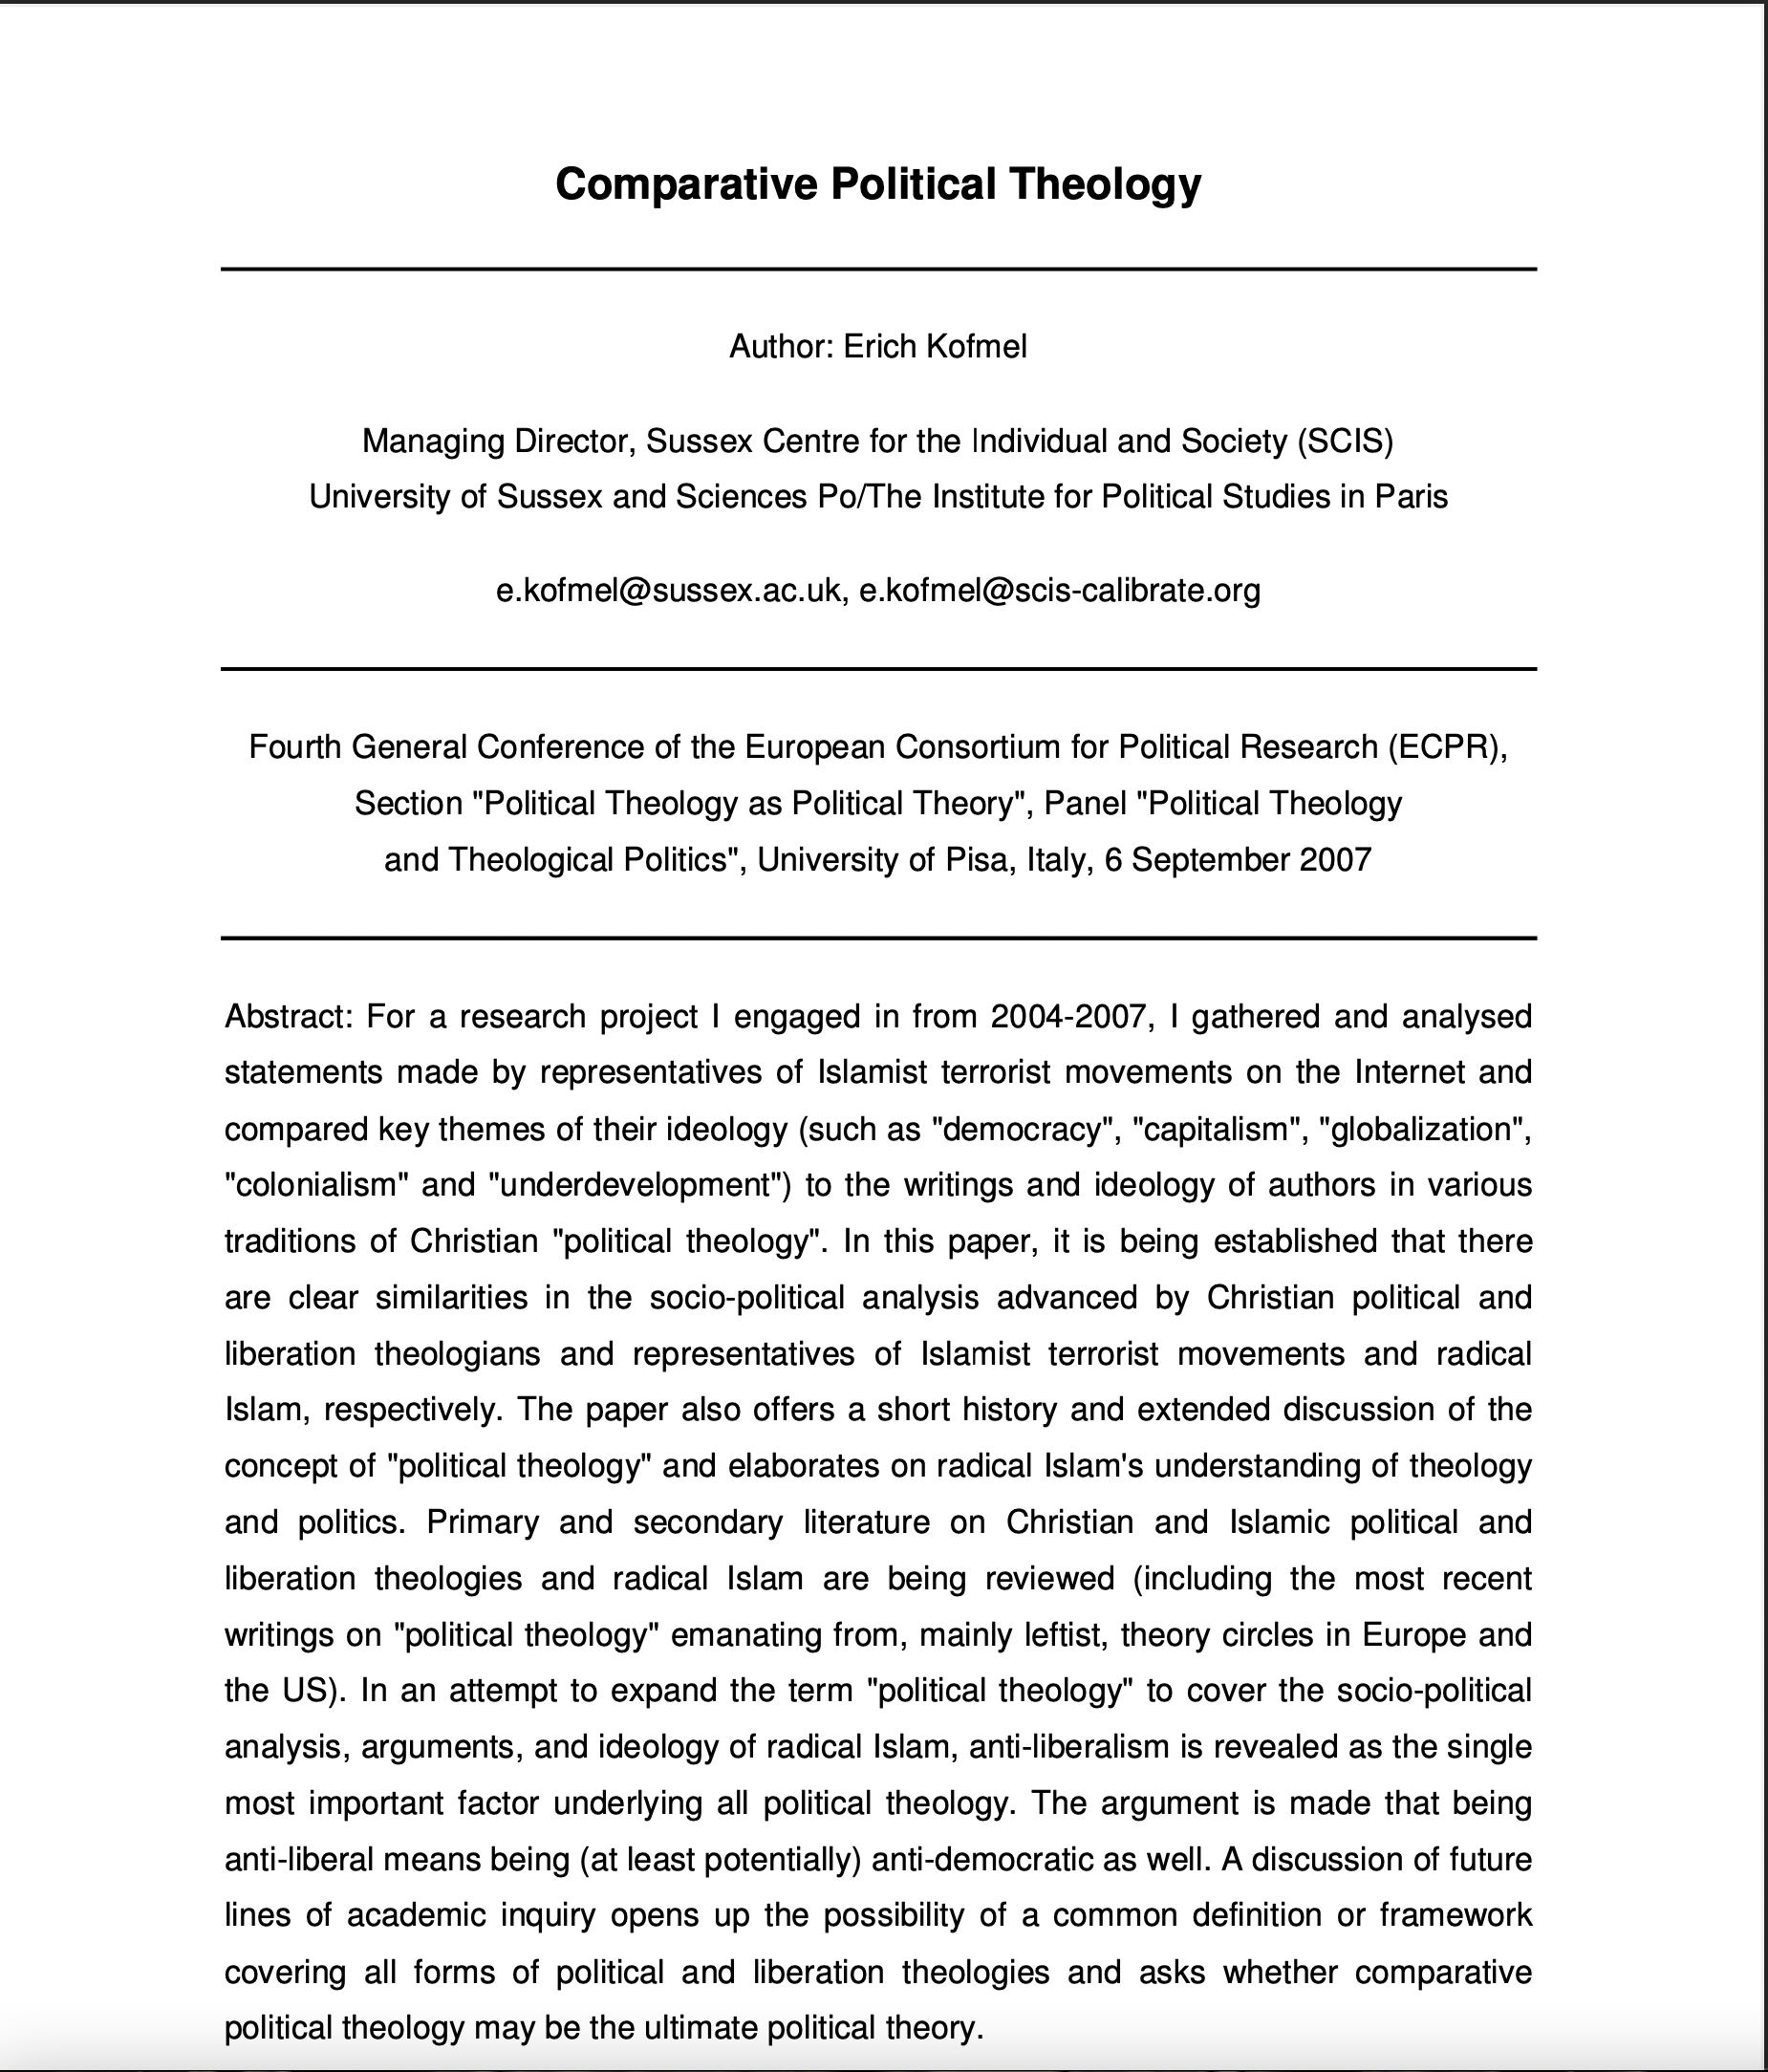 Comparative Political Theology
Author: Erich Kofmel
Managing Director, Sussex Centre for the Individual and Society (SCIS)
University of Sussex and Sciences Po/The Institute for Political Studies in Paris
e.kofmel@sussex.ac.uk, e.kofmel@scis-calibrate.org
Fourth General Conference of the European Consortium for Political Research (ECPR),
Section "Political Theology as Political Theory", Panel "Political Theology
and Theological Politics", University of Pisa, Italy, 6 September 2007
Abstract: For a research project I engaged in from 2004-2007, I gathered and analysed
statements made by representatives of Islamist terrorist movements on the Internet and
compared key themes of their ideology (such as "democracy", "capitalism", "globalization",
"colonialism" and "underdevelopment") to the writings and ideology of authors in various
traditions of Christian "political theology". In this paper, it is being established that there
are clear similarities in the socio-political analysis advanced by Christian political and
liberation theologians and representatives of Islamist terrorist movements and radical
Islam, respectively. The paper also offers a short history and extended discussion of the
concept of "political theology" and elaborates on radical Islam's understanding of theology
and politics. Primary and secondary literature on Christian and Islamic political and
liberation theologies and radical Islam are being reviewed (including the most recent
writings on "political theology" emanating from, mainly leftist, theory circles in Europe and
the US). In an attempt to expand the term "political theology" to cover the socio-political
analysis, arguments, and ideology of radical Islam, anti-liberalism is revealed as the single
most important factor underlying all political theology. The argument is made that being
anti-liberal means being (at least potentially) anti-democratic as well. A discussion of future
lines of academic inquiry opens up the possibility of a common definition or framework
covering all forms of political and liberation theologies and asks whether comparative
political theology may be the ultimate political theory.